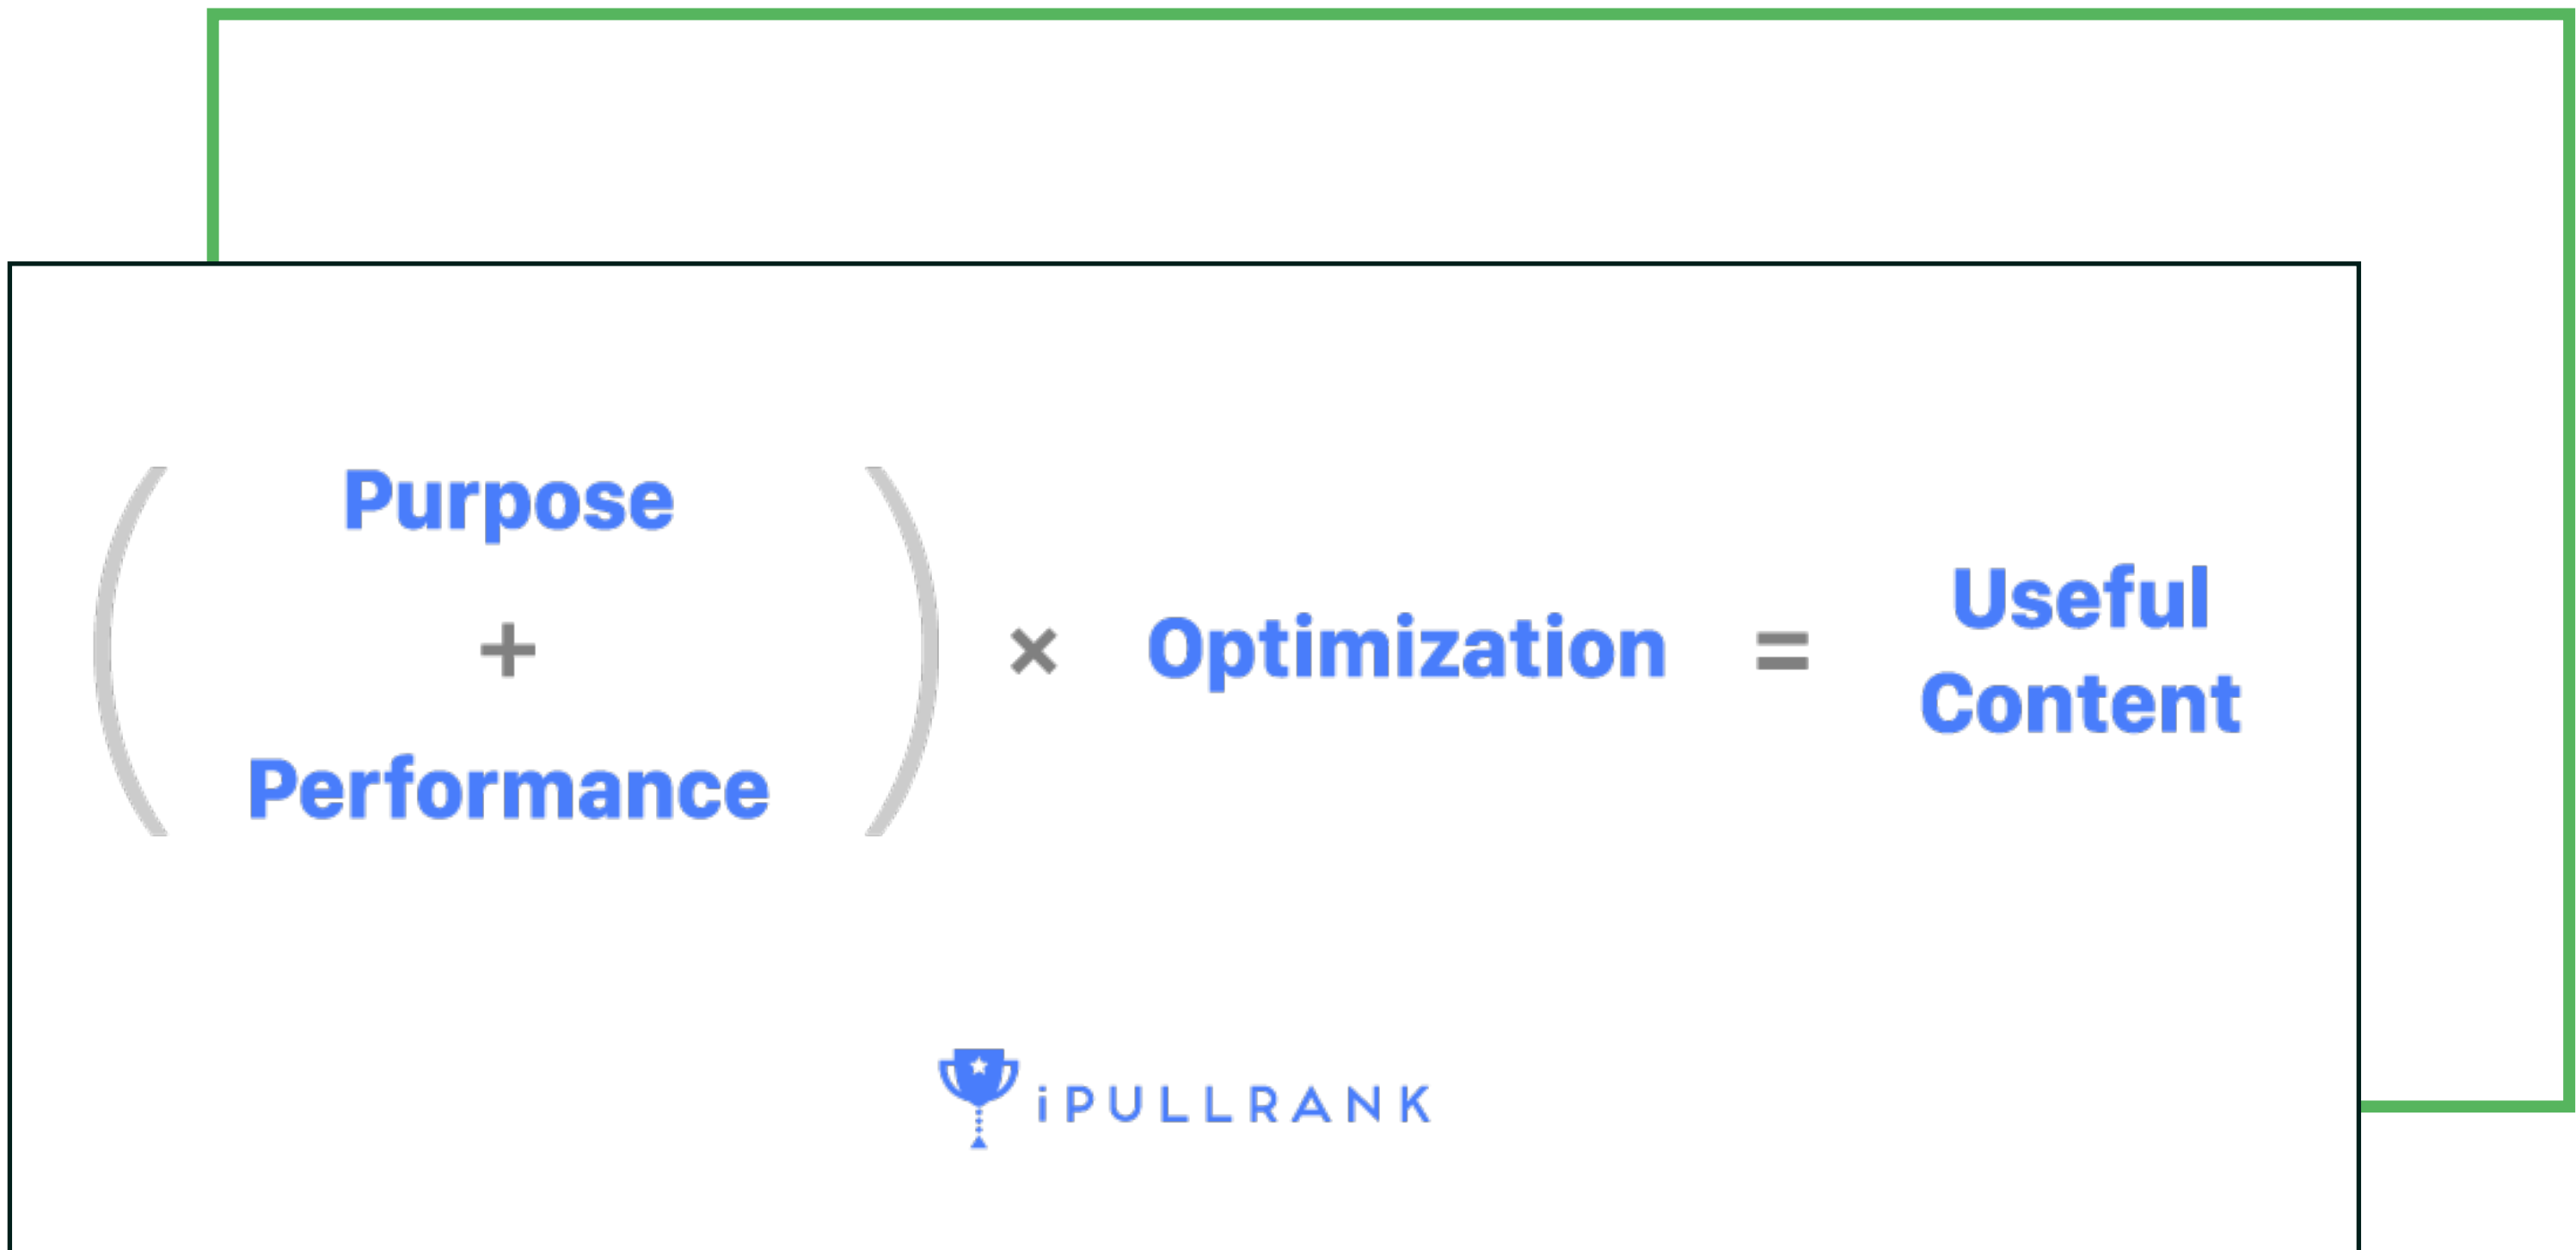 Purpose
+
Performance
× Optimization =
Useful
Content
iPULLRANK